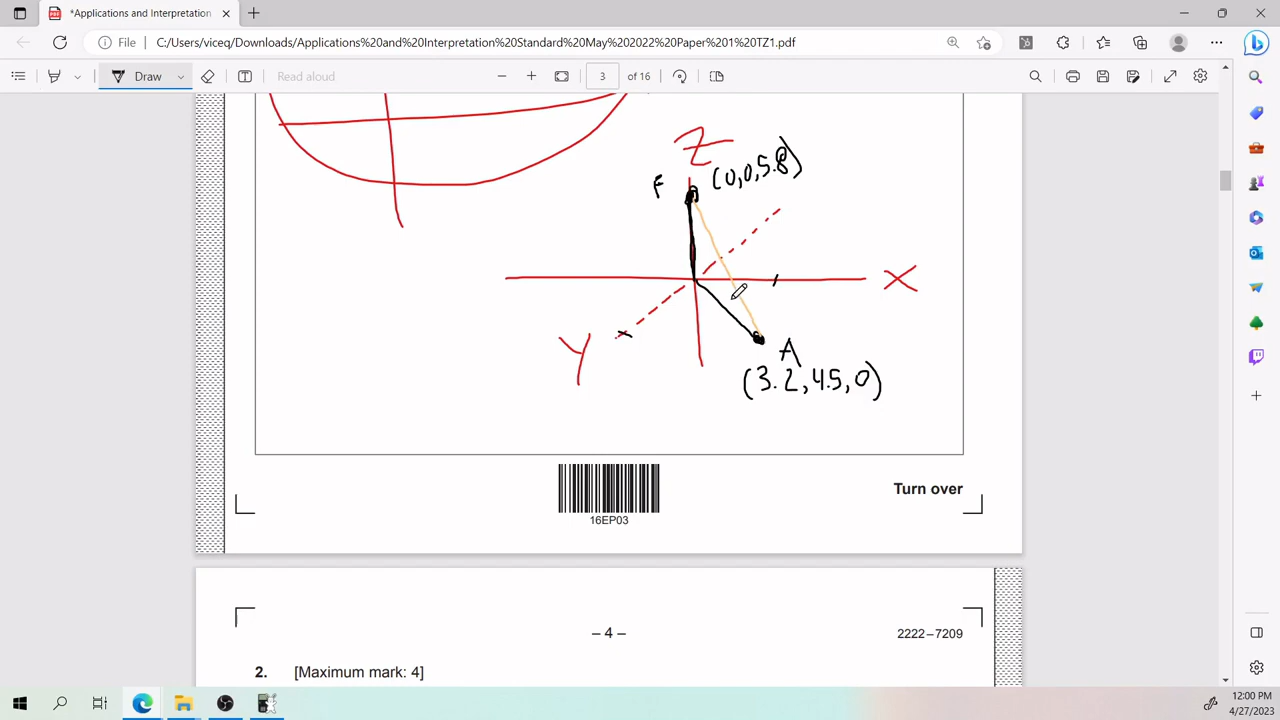 *Applications and Interpretation
File
C:/Users/viceq/Downloads/Applications%20and%20Interpretation%20Standard%20May%202022%20Paper%201%20TZ1.pdf
Draw
Read aloud
3
of 16
Z
F
(0,0,5.8)
X
Y
A
(3.2,4.5,0)
16EP03
Turn over
– 4 –
2222–7209
2.
[Maximum mark: 4]
12:00 PM
4/27/2023